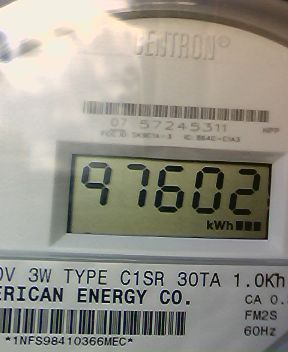 CENTRON®
07 57245311 NPP
97602
kWh
0V 3W TYPE C1SR 30TA 1.0Kh
ERICAN ENERGY CO. CA 0.
FM2S
60Hz
*1NFS98410366MEC*